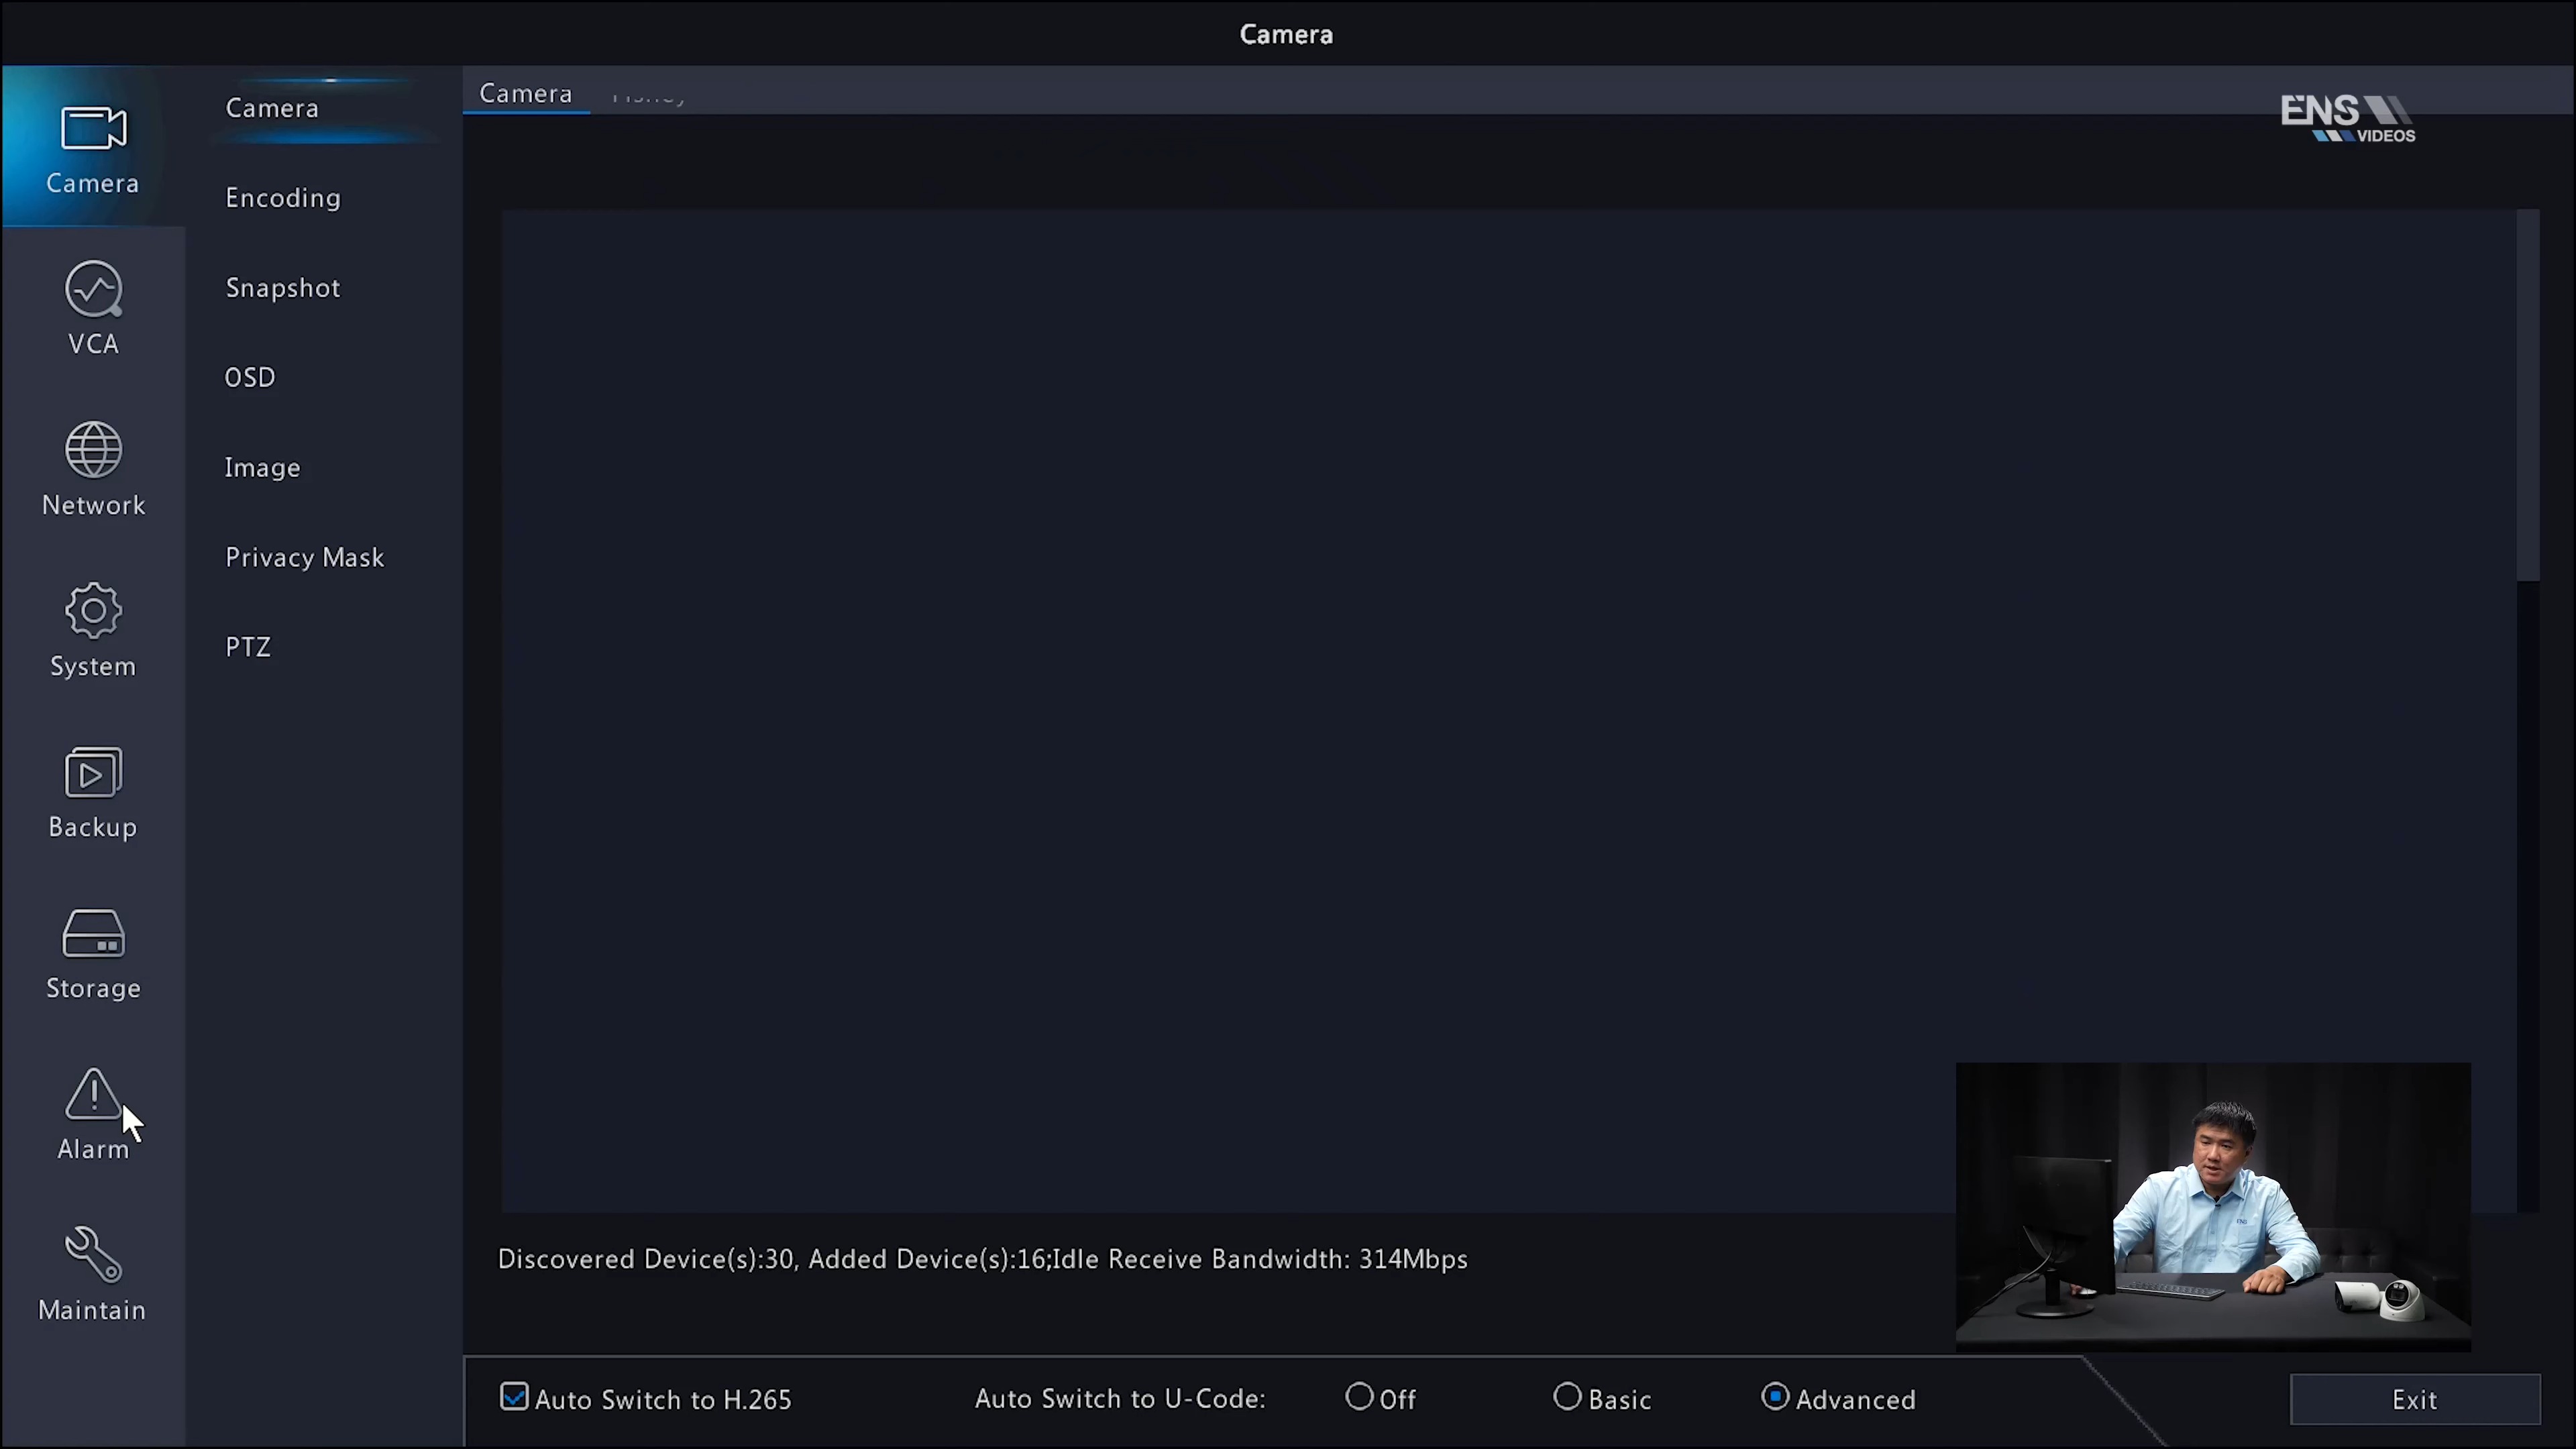 Camera
Camera
VCA
Network
System
Backup
Storage
Alarm
Maintain
Camera
Encoding
Snapshot
OSD
Image
Privacy Mask
PTZ
Camera
ENS
VIDEOS
Discovered Device(s):30, Added Device(s):16;Idle Receive Bandwidth: 314Mbps
Auto Switch to H.265
Auto Switch to U-Code: Off Basic Advanced
Exit